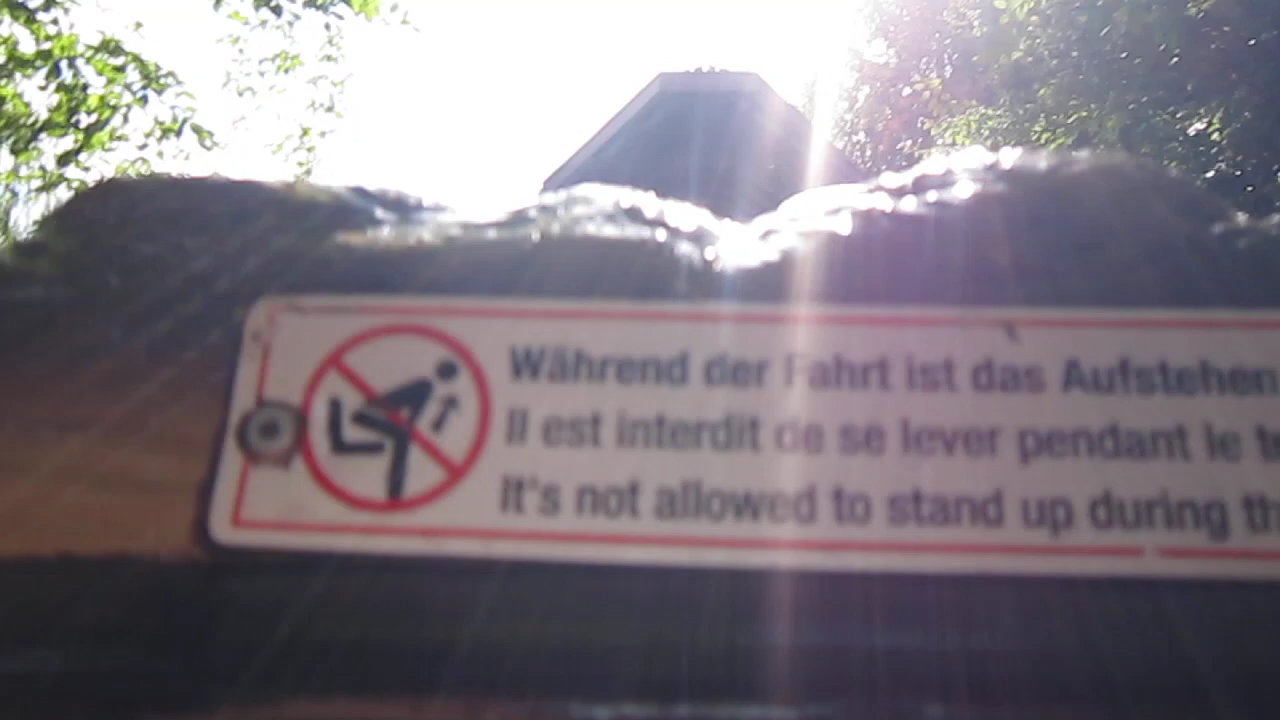 Während der Fahrt ist das Aufstehen
Il est interdit de se lever pendant le
It's not allowed to stand up during